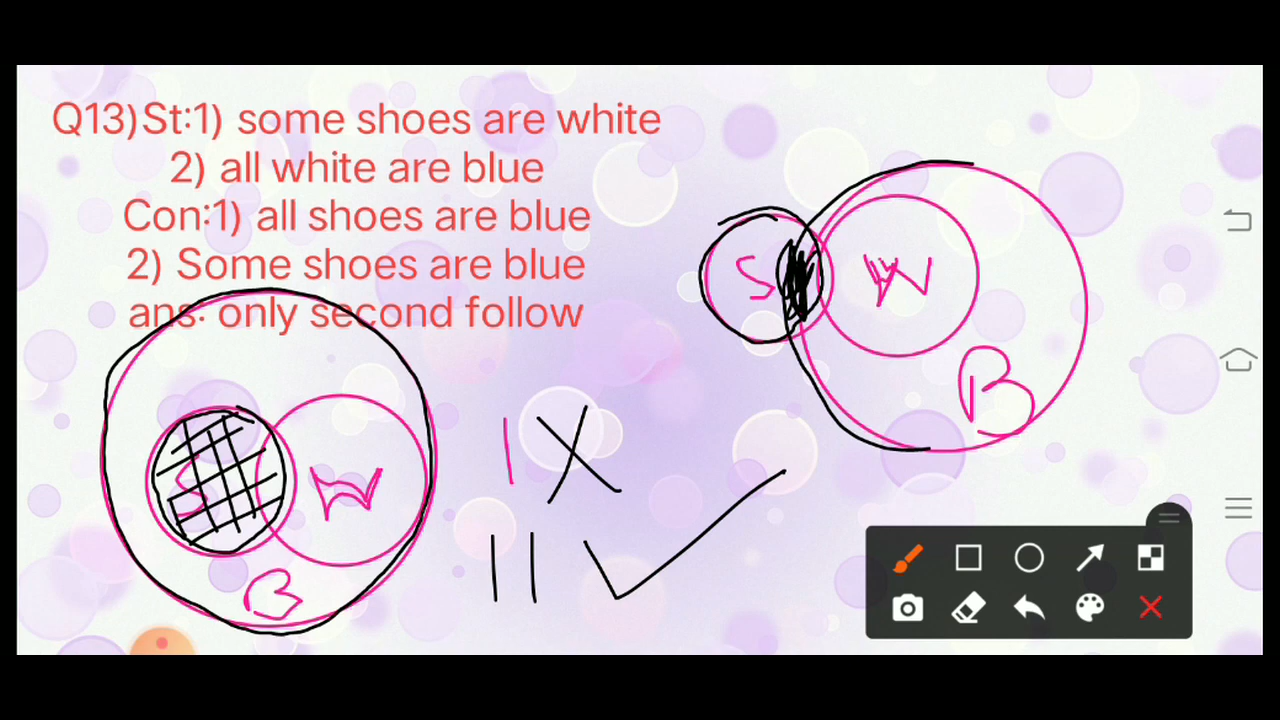 Q13)St:1) some shoes are white
2) all white are blue
Con:1) all shoes are blue
2) Some shoes are blue
ans: only second follow
S W
B
S W
B
I X
II ✓